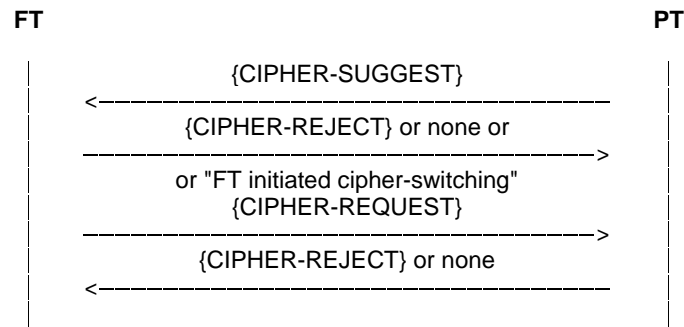 FT PT
{CIPHER-SUGGEST}
{CIPHER-REJECT} or none or
or "FT initiated cipher-switching"
{CIPHER-REQUEST}
{CIPHER-REJECT} or none